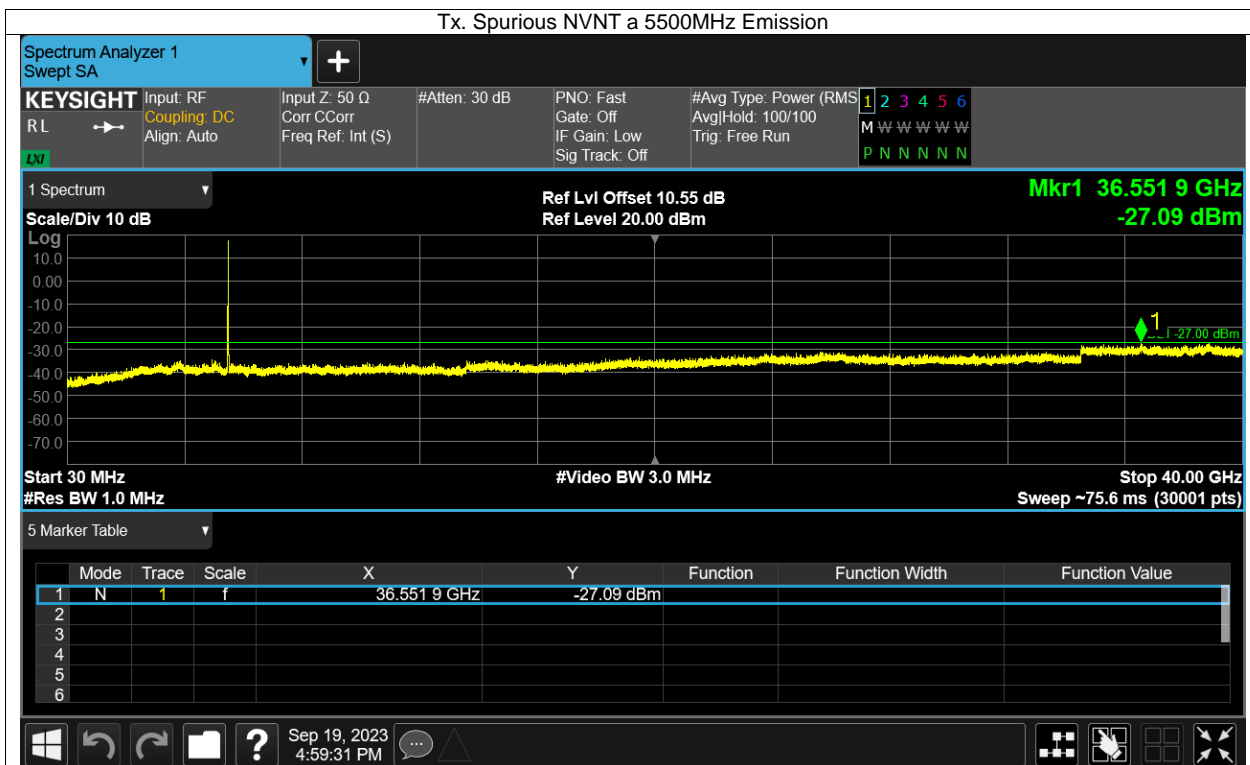 Tx. Spurious NVNT a 5500MHz Emission
Spectrum Analyzer 1
Swept SA
+
KEYSIGHT Input: RF Input Z: 50 Ω #Atten: 30 dB PNO: Fast #Avg Type: Power (RMS 1 2 3 4 5 6
RL Coupling: DC Corr CCorr Gate: Off Avg|Hold: 100/100 M W W W W W
Align: Auto Freq Ref: Int (S) IF Gain: Low Trig: Free Run
LXI Sig Track: Off P N N N N N
1 Spectrum Ref Lvl Offset 10.55 dB Mkr1 36.551 9 GHz
Scale/Div 10 dB Ref Level 20.00 dBm -27.09 dBm
Log
10.0
0.00
-10.0
-20.0 1
-27.00 dBm
-30.0
-40.0
-50.0
-60.0
-70.0
Start 30 MHz #Video BW 3.0 MHz Stop 40.00 GHz
#Res BW 1.0 MHz Sweep ~75.6 ms (30001 pts)
5 Marker Table
Mode Trace Scale X Y Function Function Width Function Value
1 N 1 f 36.551 9 GHz -27.09 dBm
2
3
4
5
6
? Sep 19, 2023
4:59:31 PM